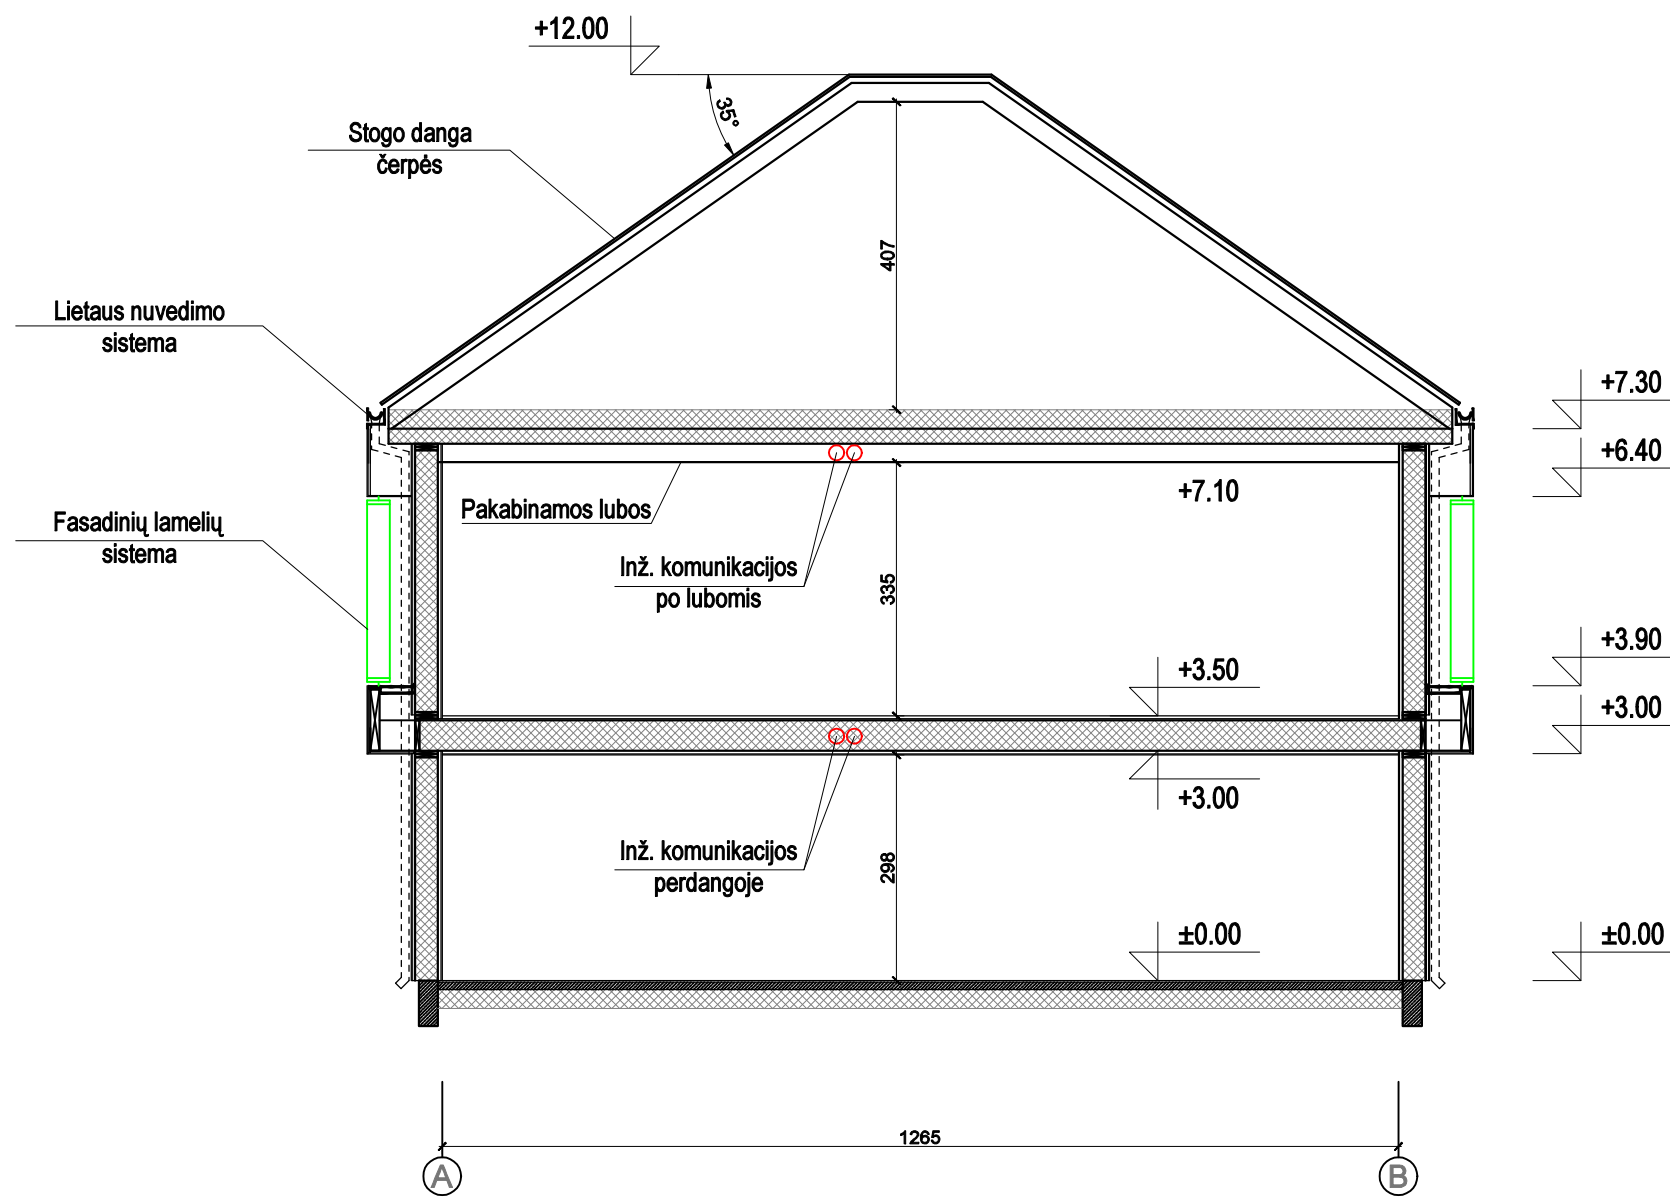 +12.00
35°
Stogo danga
čerpės
407
Lietaus nuvedimo
sistema
+7.30
+6.40
+7.10
Pakabinamos lubos
Fasadinių lamelių
sistema
Inž. komunikacijos
po lubomis
335
+3.90
+3.50
+3.00
+3.00
Inž. komunikacijos
perdangoje
298
±0.00
±0.00
1265
A
B